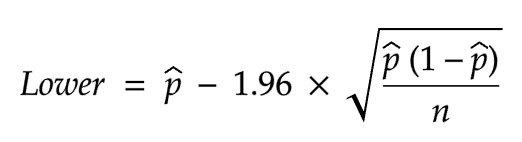 Lower = p̂ − 1.96 × √(p̂ (1 − p̂) / n)